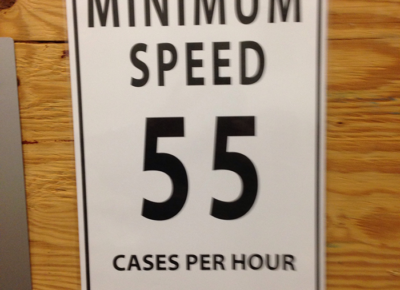 MINIMUM
SPEED
55
CASES PER HOUR